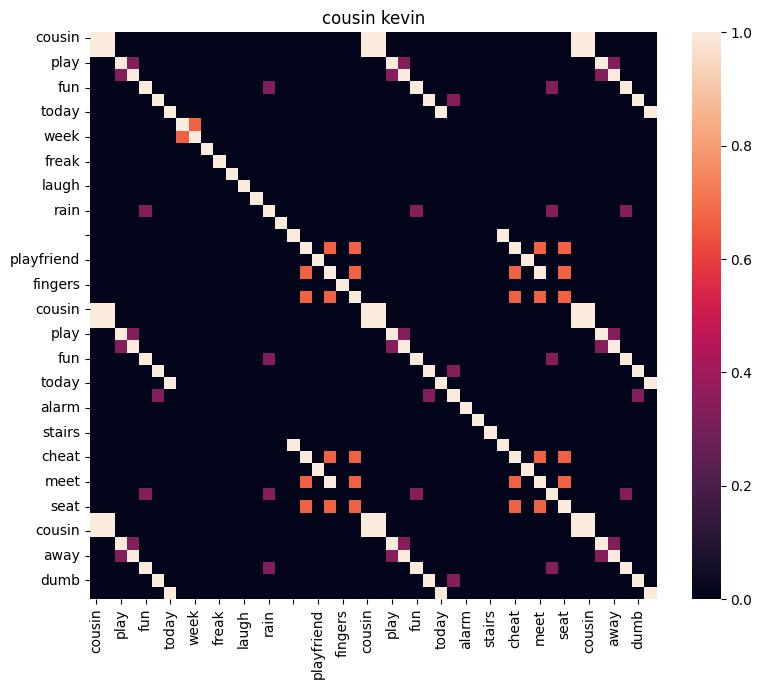 cousin kevin
cousin
play
fun
today
week
freak
laugh
rain
playfriend
fingers
cousin
play
fun
today
alarm
stairs
cheat
meet
seat
cousin
away
dumb
1.0
0.8
0.6
0.4
0.2
0.0
cousin
play
fun
today
week
freak
laugh
rain
playfriend
fingers
cousin
play
fun
today
alarm
stairs
cheat
meet
seat
cousin
away
dumb